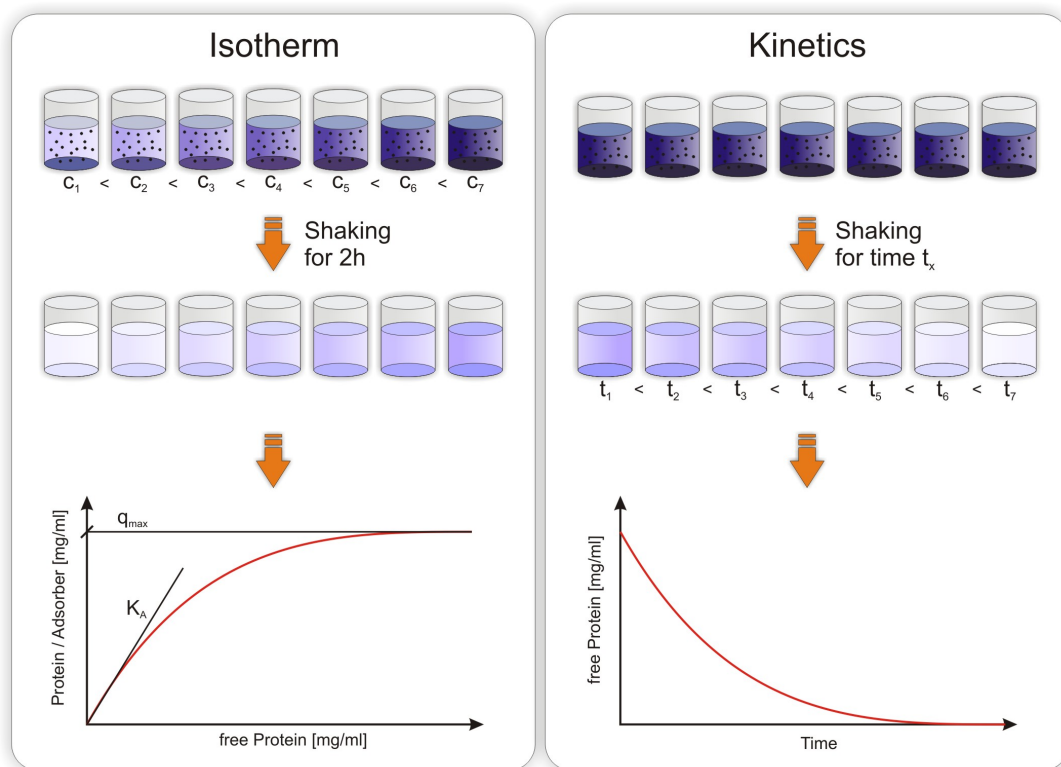 Isotherm
c₁ < c₂ < c₃ < c₄ < c₅ < c₆ < c₇
Shaking
for 2h
Protein / Adsorber [mg/ml]
qmax
KA
free Protein [mg/ml]
Kinetics
Shaking
for time tx
t₁ < t₂ < t₃ < t₄ < t₅ < t₆ < t₇
free Protein [mg/ml]
Time